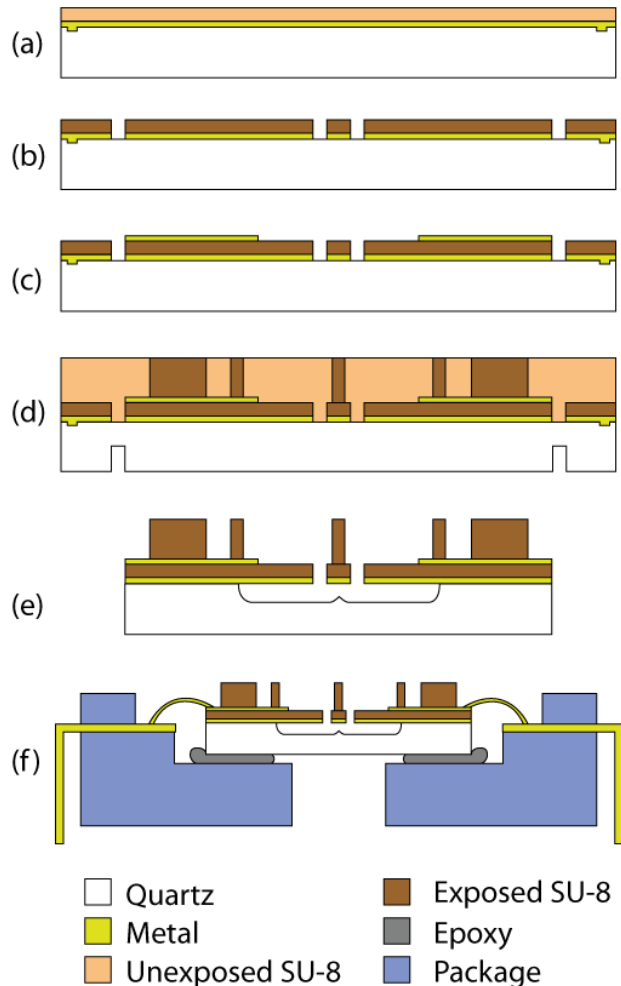 (a)
(b)
(c)
(d)
(e)
(f)
Quartz
Exposed SU-8
Metal
Epoxy
Unexposed SU-8
Package